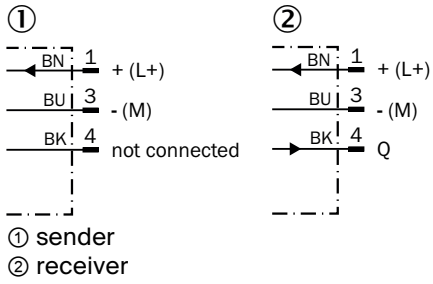 ① ②
BN 1 + (L+) BN 1 + (L+)
BU 3 - (M) BU 3 - (M)
BK 4 not connected BK 4 Q
① sender
② receiver